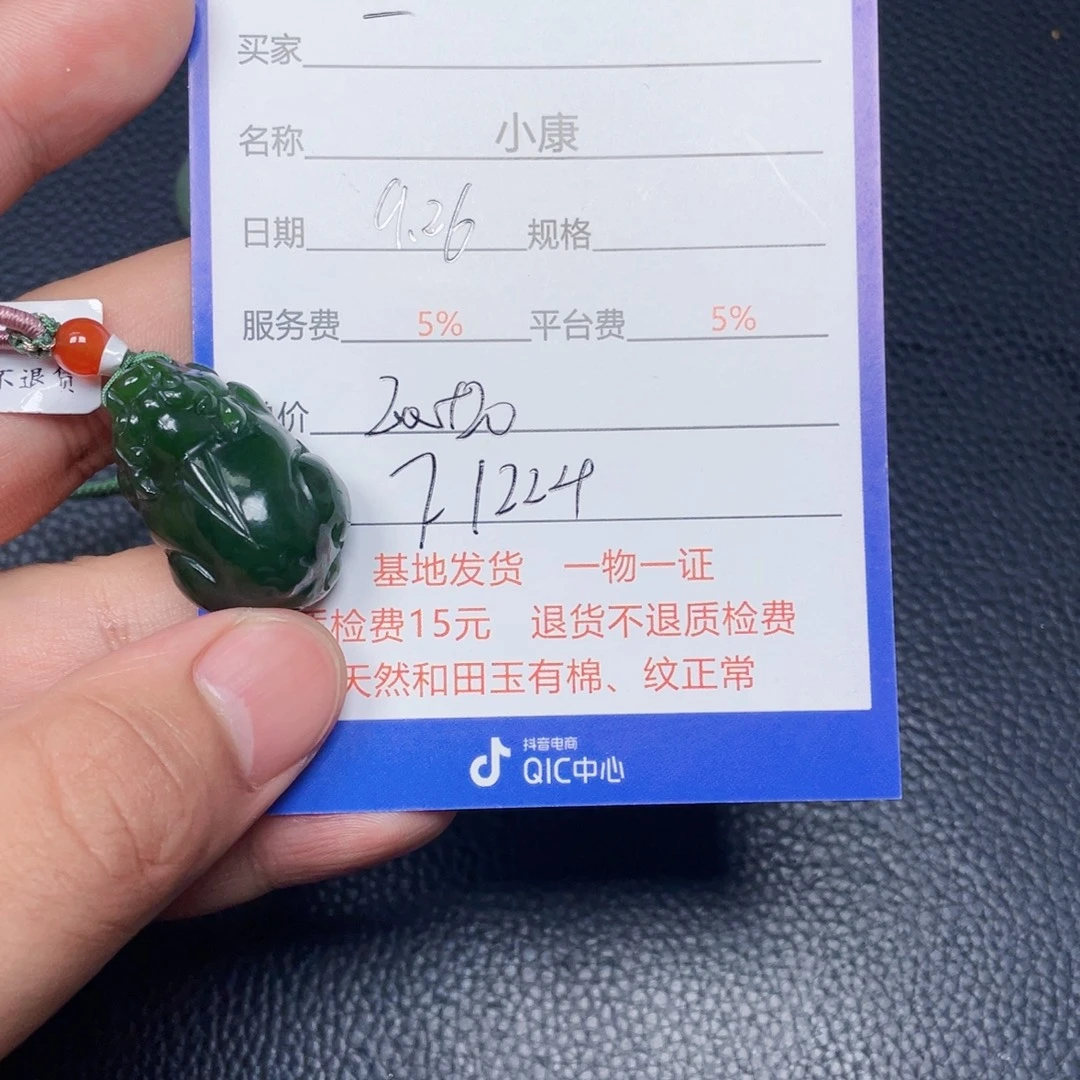 买家
名称 小康
日期 9.26 规格
服务费 5% 平台费 5%
价
71224
不退货
基地发货 一物一证
检费15元 退货不退质检费
天然和田玉有棉、纹正常
抖音电商
QIC中心